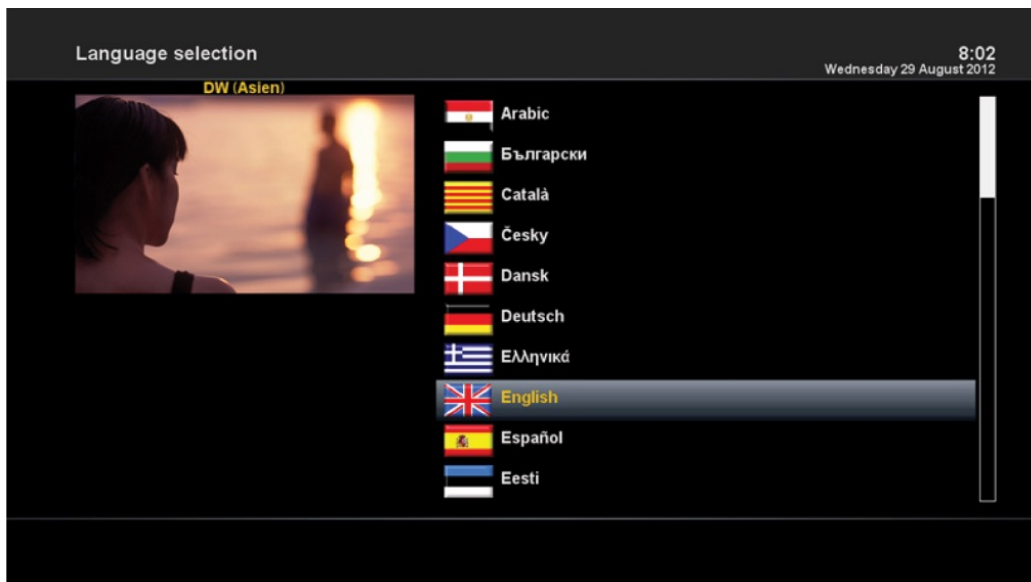 Language selection
8:02
Wednesday 29 August 2012
DW (Asien)
Arabic
Български
Català
Česky
Dansk
Deutsch
Ελληνικά
English
Español
Eesti